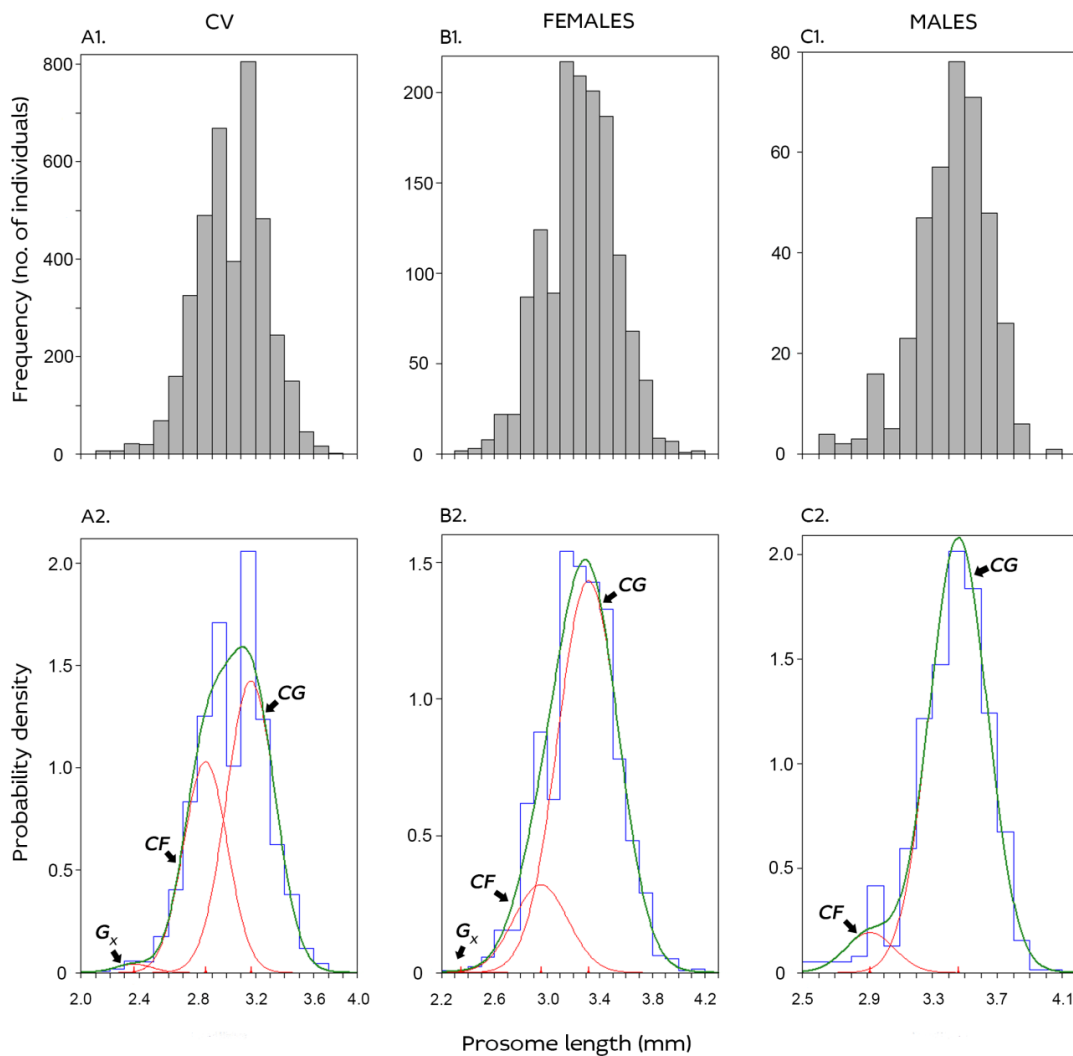 CV
FEMALES
MALES
A1.
B1.
C1.
Frequency (no. of individuals)
800
600
400
200
0
200
150
100
50
0
80
60
40
20
0
A2.
B2.
C2.
Probability density
2.0
1.5
1.0
0.5
0
CF
CG
Gx
2.0 2.4 2.8 3.2 3.6 4.0
1.5
1.0
0.5
0
CG
CF
Gx
2.2 2.6 3.0 3.4 3.8 4.2
2.0
1.5
1.0
0.5
0
CG
CF
2.5 2.9 3.3 3.7 4.1
Prosome length (mm)